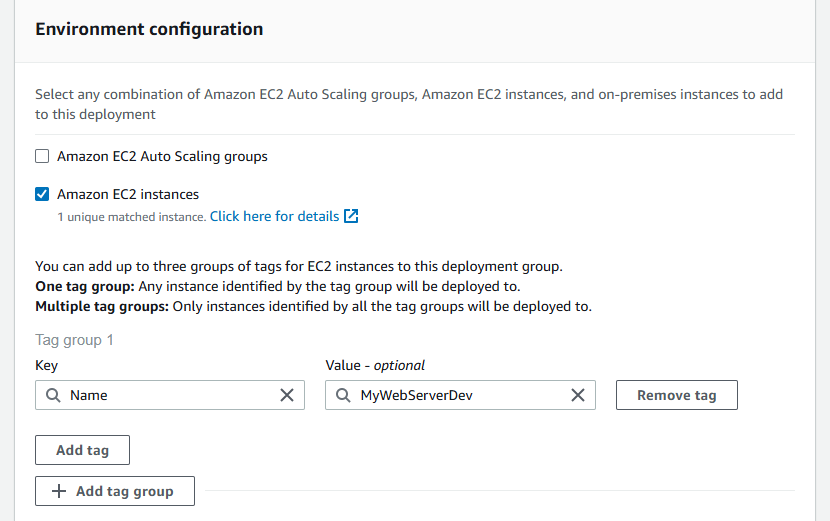 Environment configuration
Select any combination of Amazon EC2 Auto Scaling groups, Amazon EC2 instances, and on-premises instances to add
to this deployment
Amazon EC2 Auto Scaling groups
Amazon EC2 instances
1 unique matched instance. Click here for details
You can add up to three groups of tags for EC2 instances to this deployment group.
One tag group: Any instance identified by the tag group will be deployed to.
Multiple tag groups: Only instances identified by all the tag groups will be deployed to.
Tag group 1
Key Value - optional
Name MyWebServerDev Remove tag
Add tag
Add tag group